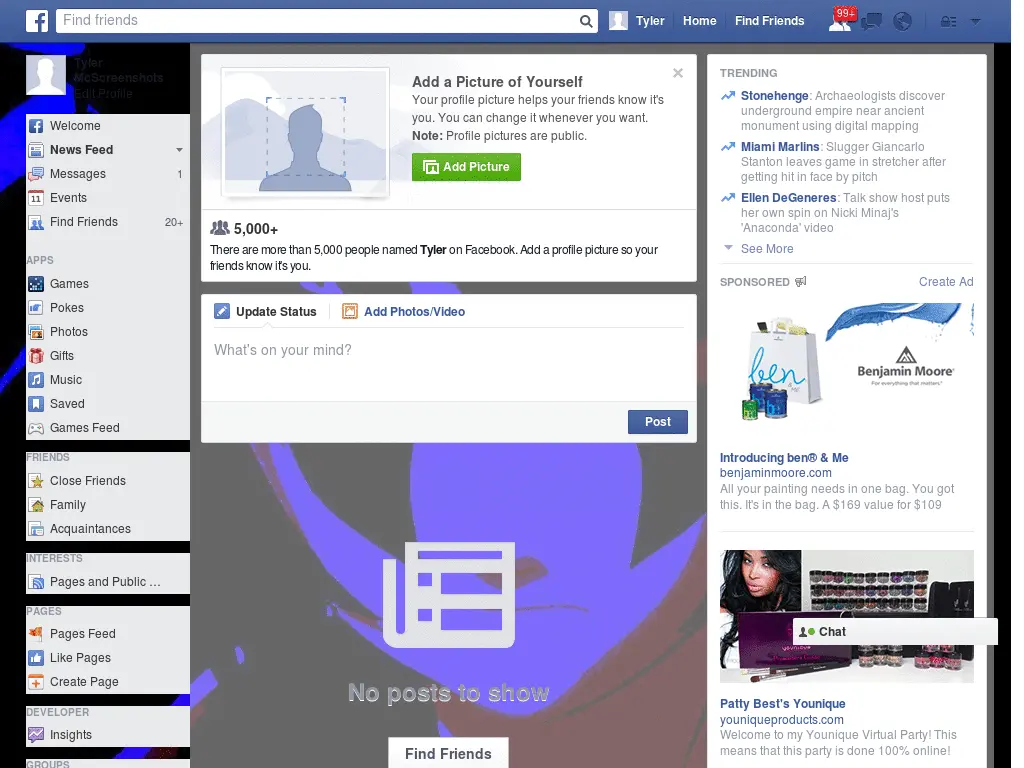 Find friends
Tyler
Home
Find Friends
99+
Tyler
McScreenshots
Edit Profile
Welcome
News Feed
Messages 1
11 Events
Find Friends 20+
APPS
Games
Pokes
Photos
Gifts
Music
Saved
Games Feed
FRIENDS
Close Friends
Family
Acquaintances
INTERESTS
Pages and Public ...
PAGES
Pages Feed
Like Pages
Create Page
DEVELOPER
Insights
GROUPS
Add a Picture of Yourself
Your profile picture helps your friends know it's
you. You can change it whenever you want.
Note: Profile pictures are public.
Add Picture
5,000+
There are more than 5,000 people named Tyler on Facebook. Add a profile picture so your
friends know it's you.
Update Status
Add Photos/Video
What's on your mind?
Post
No posts to show
Find Friends
TRENDING
Stonehenge: Archaeologists discover
underground empire near ancient
monument using digital mapping
Miami Marlins: Slugger Giancarlo
Stanton leaves game in stretcher after
getting hit in face by pitch
Ellen DeGeneres: Talk show host puts
her own spin on Nicki Minaj's
'Anaconda' video
See More
SPONSORED
Create Ad
ben
Benjamin Moore
For everything that matters.
Introducing ben® & Me
benjaminmoore.com
All your painting needs in one bag. You got
this. It's in the bag. A $169 value for $109
younique
Chat
Patty Best's Younique
youniqueproducts.com
Welcome to my Younique Virtual Party! This
means that this party is done 100% online!